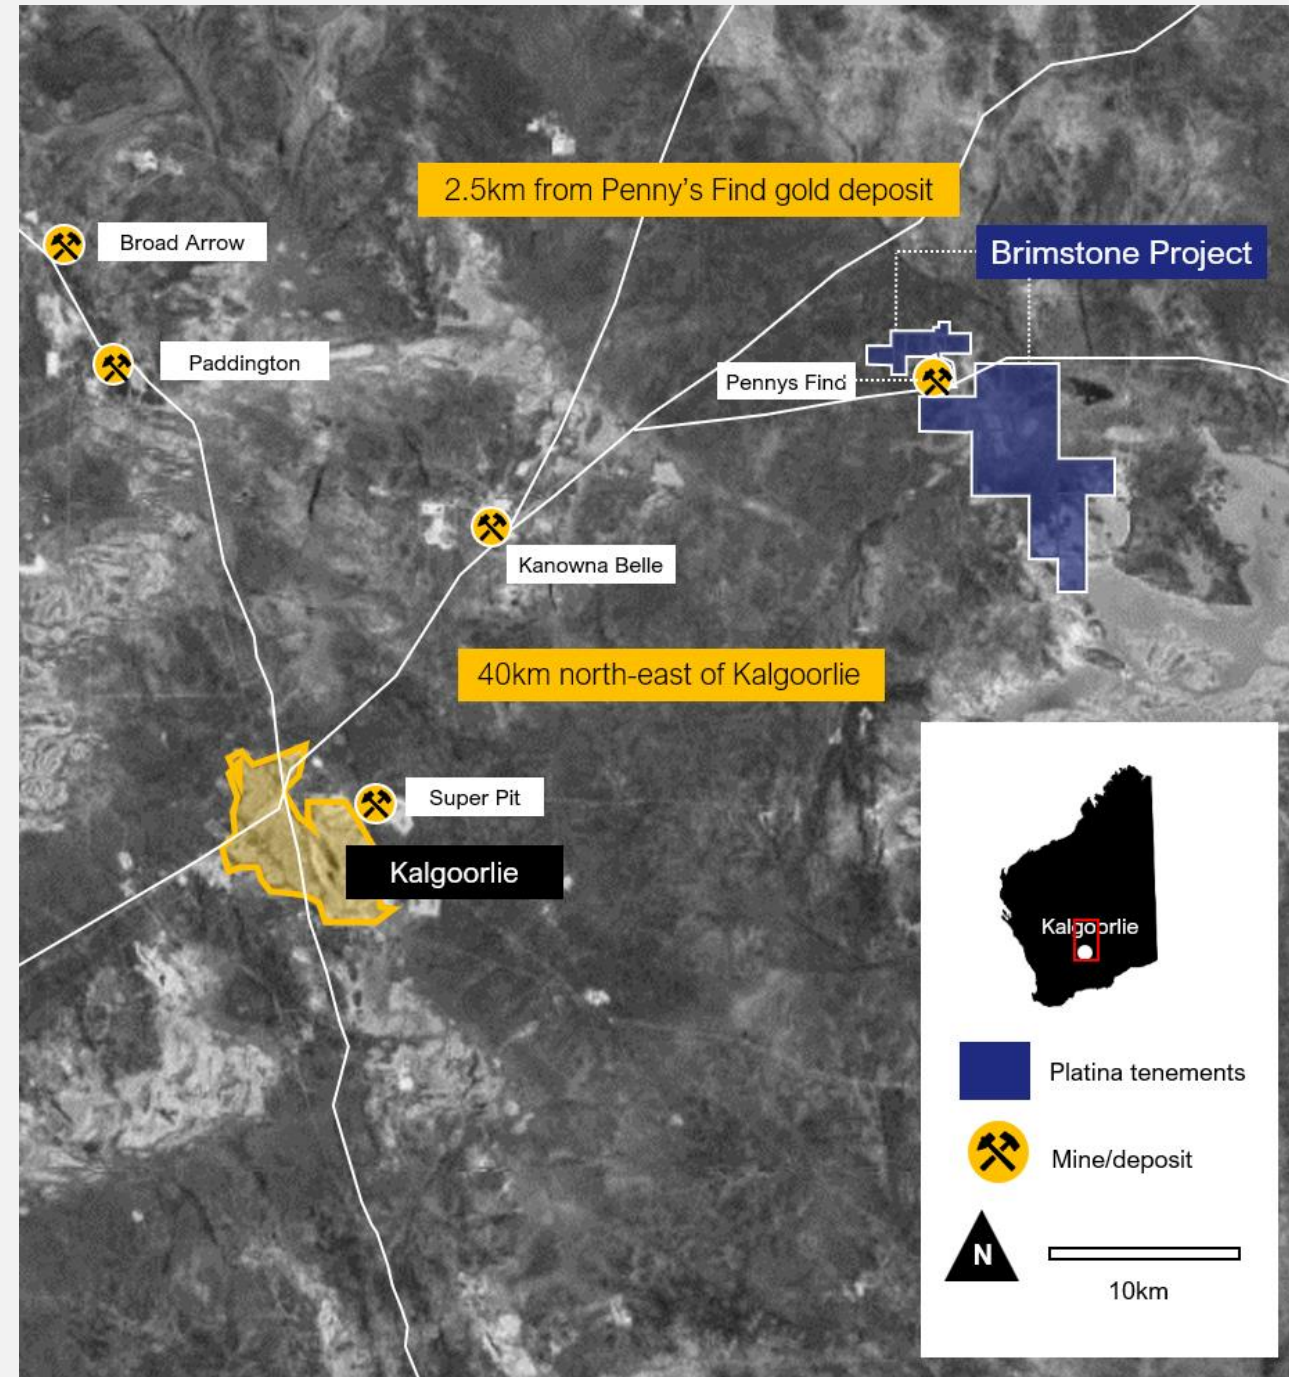 2.5km from Penny's Find gold deposit
Broad Arrow
Brimstone Project
Paddington
Pennys Find
Kanowna Belle
40km north-east of Kalgoorlie
Super Pit
Kalgoorlie
Kalgoorlie
Platina tenements
Mine/deposit
N
10km